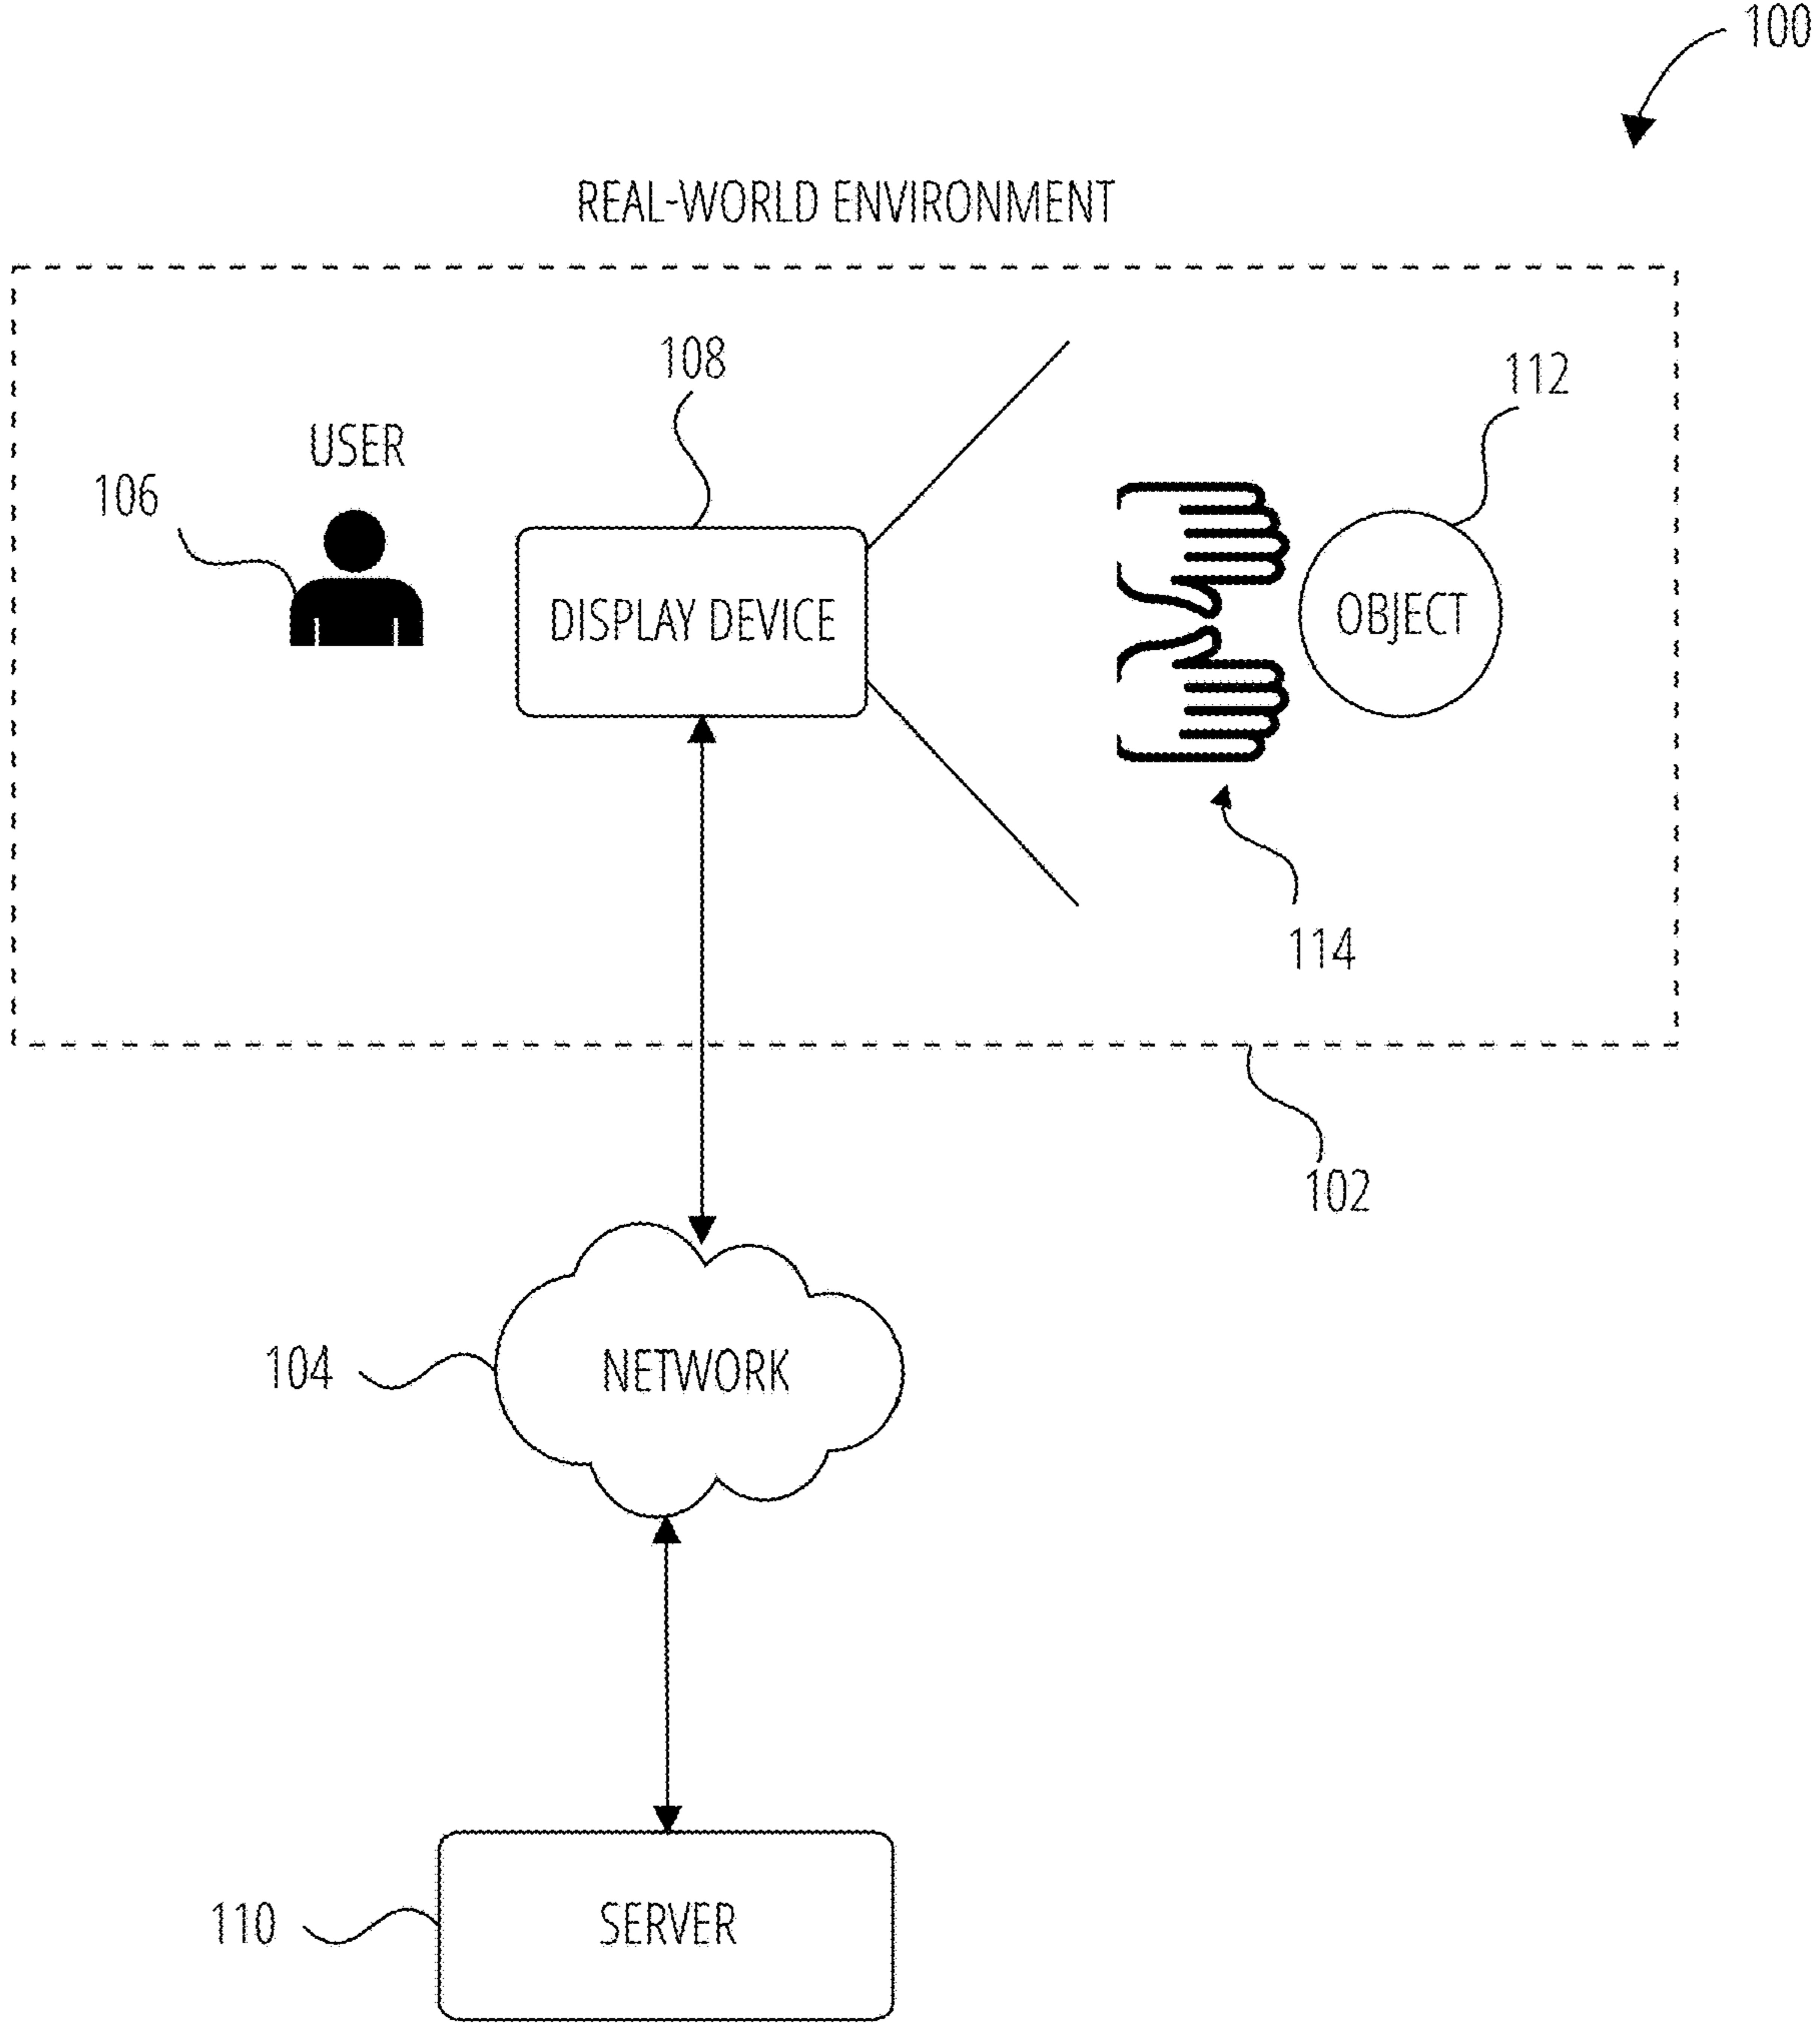 100
REAL-WORLD ENVIRONMENT
108
112
USER
106
DISPLAY DEVICE
OBJECT
114
102
104
NETWORK
110
SERVER